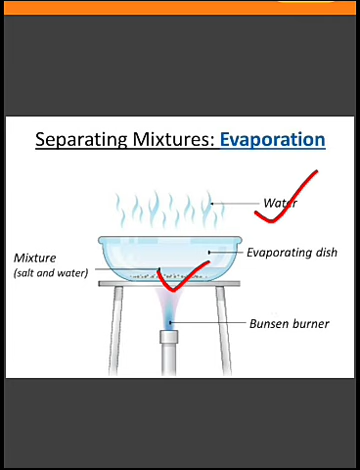 Separating Mixtures: Evaporation
Water
Evaporating dish
Mixture
(salt and water)
Bunsen burner